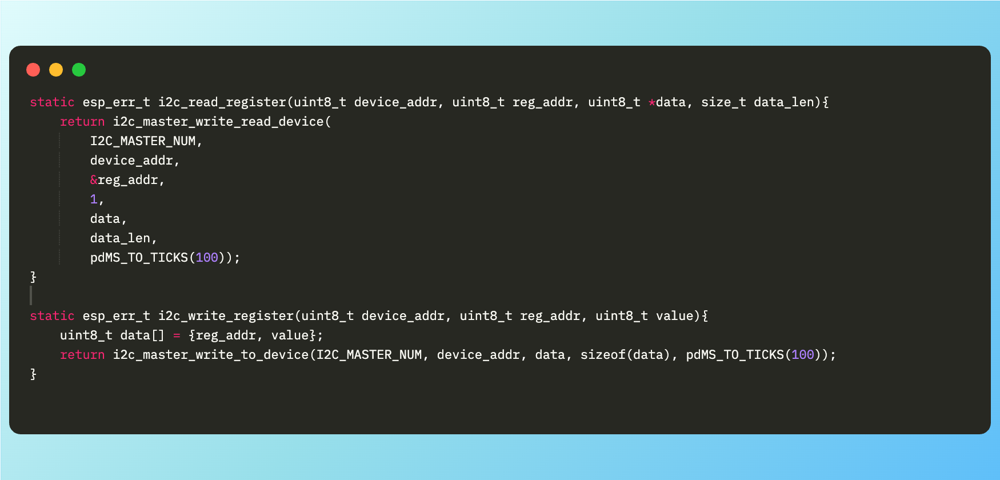 static esp_err_t i2c_read_register(uint8_t device_addr, uint8_t reg_addr, uint8_t *data, size_t data_len){
    return i2c_master_write_read_device(
        I2C_MASTER_NUM,
        device_addr,
        &reg_addr,
        1,
        data,
        data_len,
        pdMS_TO_TICKS(100));
}

static esp_err_t i2c_write_register(uint8_t device_addr, uint8_t reg_addr, uint8_t value){
    uint8_t data[] = {reg_addr, value};
    return i2c_master_write_to_device(I2C_MASTER_NUM, device_addr, data, sizeof(data), pdMS_TO_TICKS(100));
}